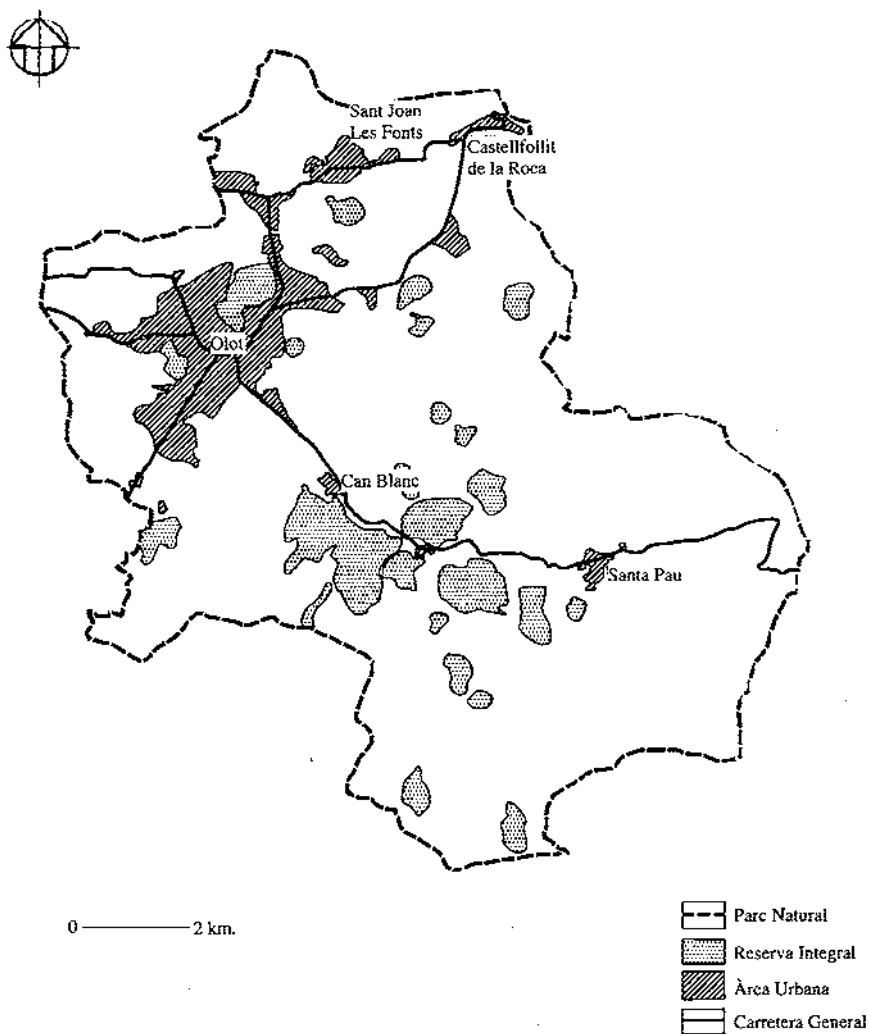 Sant Joan
Les Fonts
Castellfollit
de la Roca
Olot
Can Blanc
Santa Pau
0 2 km.
Parc Natural
Reserva Integral
Àrea Urbana
Carretera General